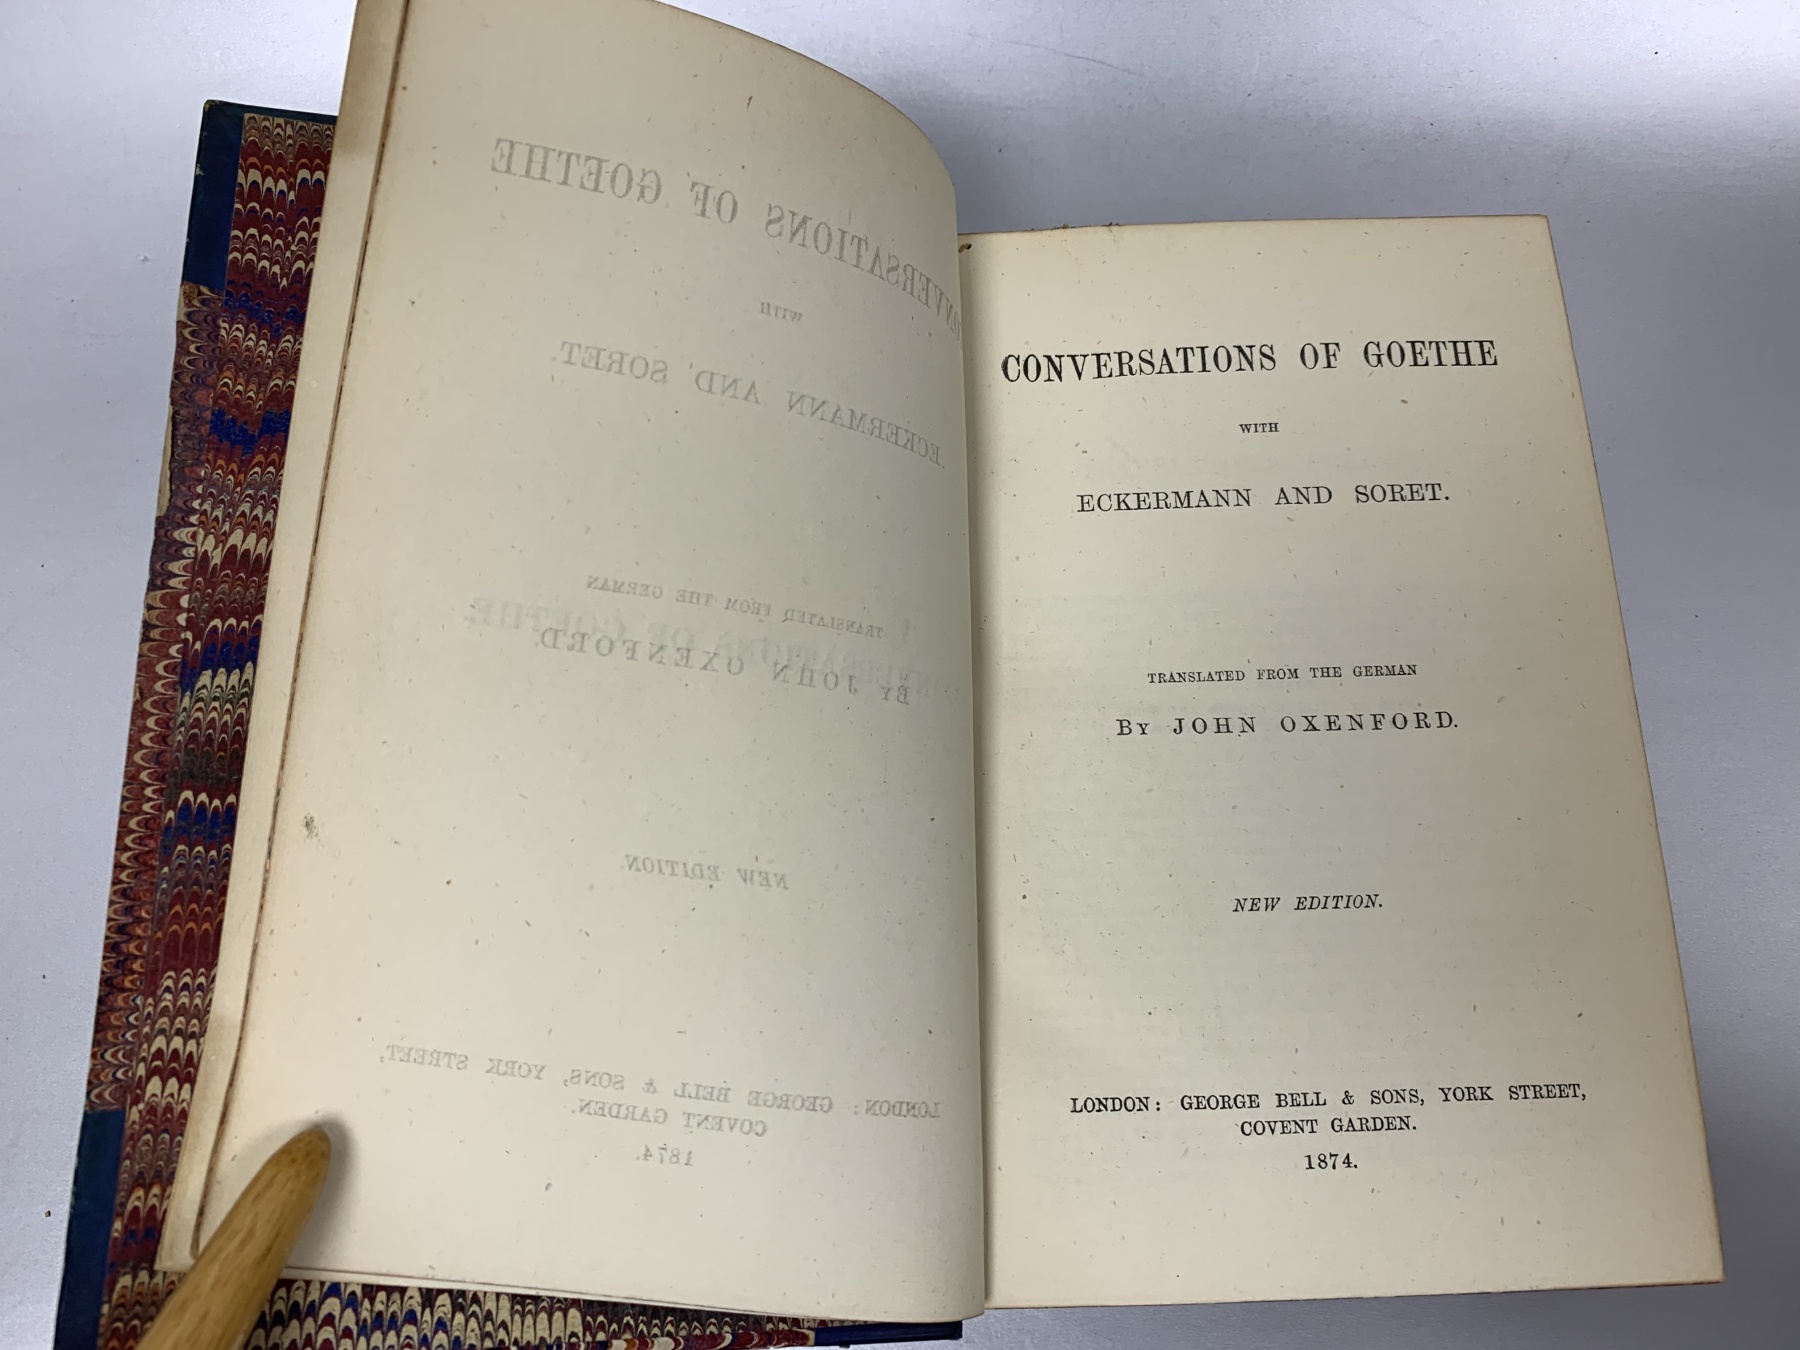 CONVERSATIONS OF GOETHE
WITH
ECKERMANN AND SORET.
TRANSLATED FROM THE GERMAN
BY JOHN OXENFORD.
NEW EDITION.
LONDON: GEORGE BELL & SONS, YORK STREET,
COVENT GARDEN.
1874.